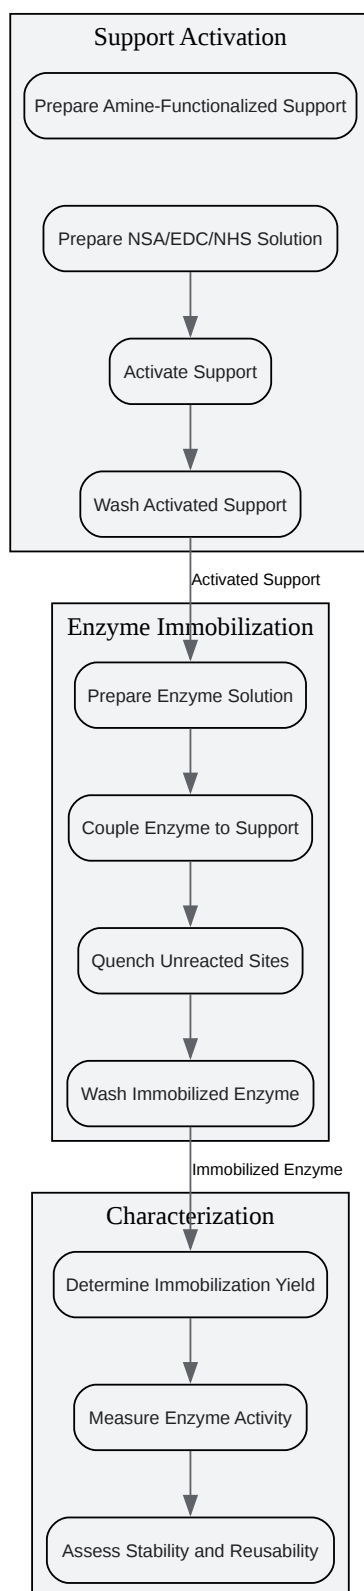 Support Activation
Prepare Amine-Functionalized Support
Prepare NSA/EDC/NHS Solution
Activate Support
Wash Activated Support
Activated Support
Enzyme Immobilization
Prepare Enzyme Solution
Couple Enzyme to Support
Quench Unreacted Sites
Wash Immobilized Enzyme
Immobilized Enzyme
Characterization
Determine Immobilization Yield
Measure Enzyme Activity
Assess Stability and Reusability